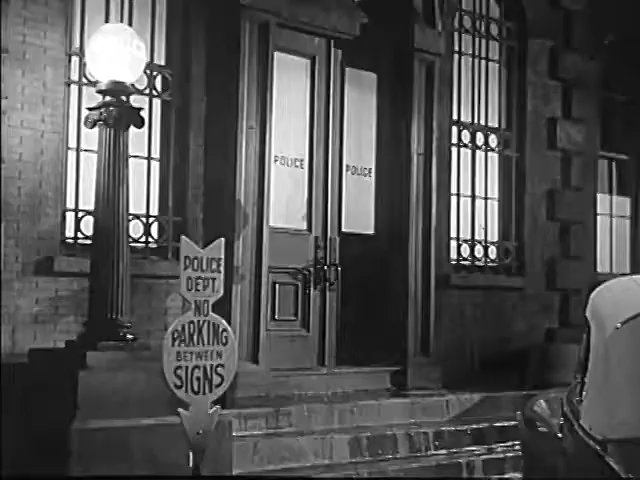 POLICE
POLICE
POLICE
DEPT.
NO
PARKING
BETWEEN
SIGNS